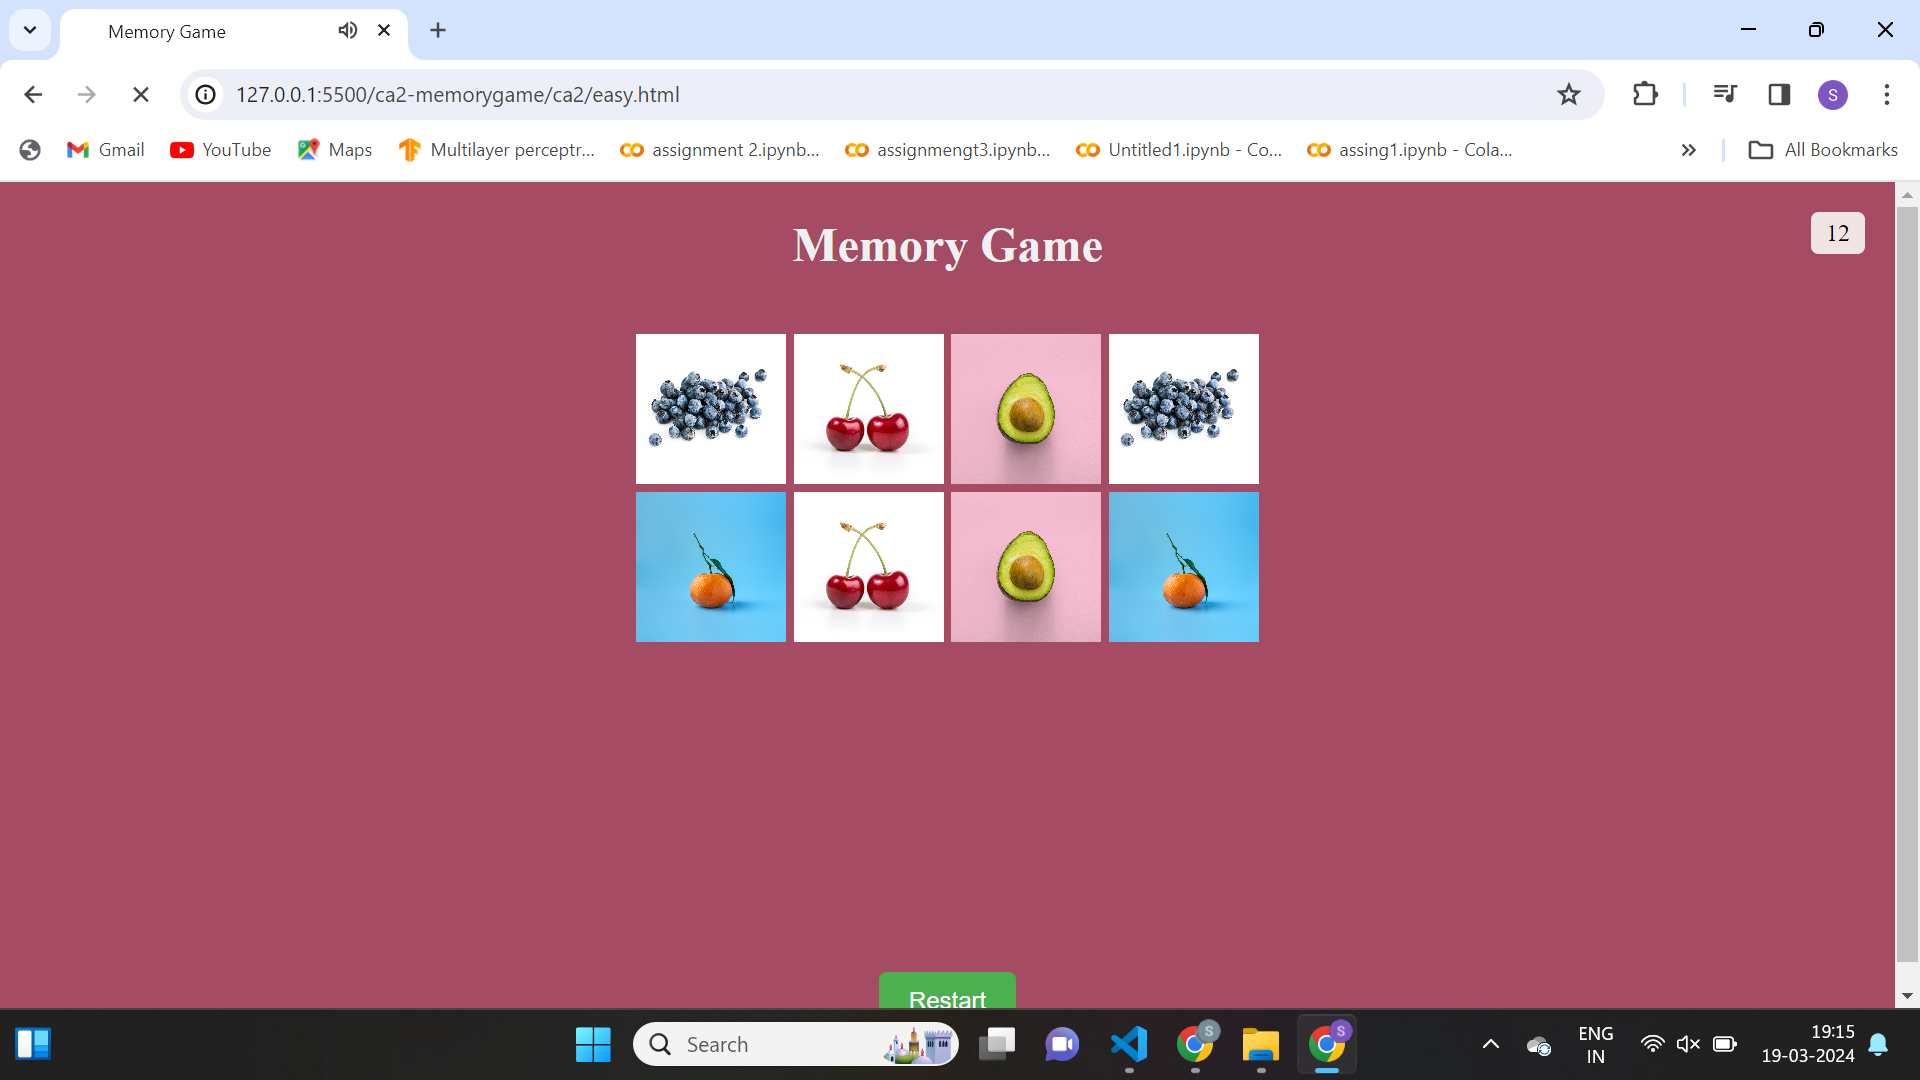 Memory Game
127.0.0.1:5500/ca2-memorygame/ca2/easy.html
S
Gmail
YouTube
Maps
Multilayer perceptr...
assignment 2.ipynb...
assignmengt3.ipynb...
Untitled1.ipynb - Co...
assing1.ipynb - Cola...
All Bookmarks
Memory Game
12
Restart
Search
S
S
ENG
IN
19:15
19-03-2024